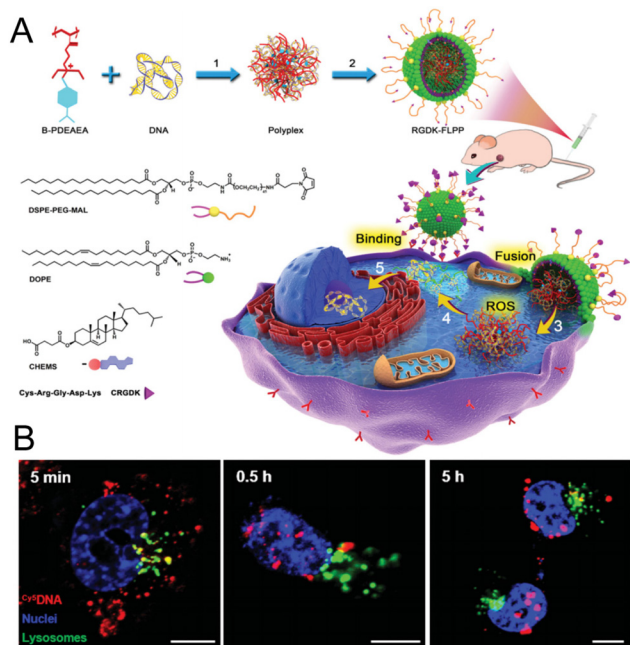 A
1
2
B-PDEAEA
DNA
Polyplex
RGDK-FLPP
DSPE-PEG-MAL
DOPE
CHEMS
Cys-Arg-Gly-Asp-Lys CRGDK
Binding
Fusion
ROS
5
4
3
B
5 min
0.5 h
5 h
Cy5DNA
Nuclei
Lysosomes